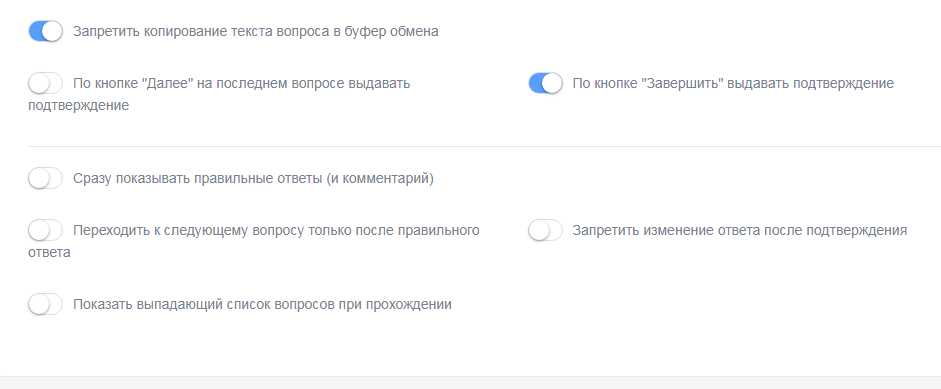 Запретить копирование текста вопроса в буфер обмена
По кнопке "Далее" на последнем вопросе выдавать
подтверждение
По кнопке "Завершить" выдавать подтверждение
Сразу показывать правильные ответы (и комментарий)
Переходить к следующему вопросу только после правильного
ответа
Запретить изменение ответа после подтверждения
Показать выпадающий список вопросов при прохождении